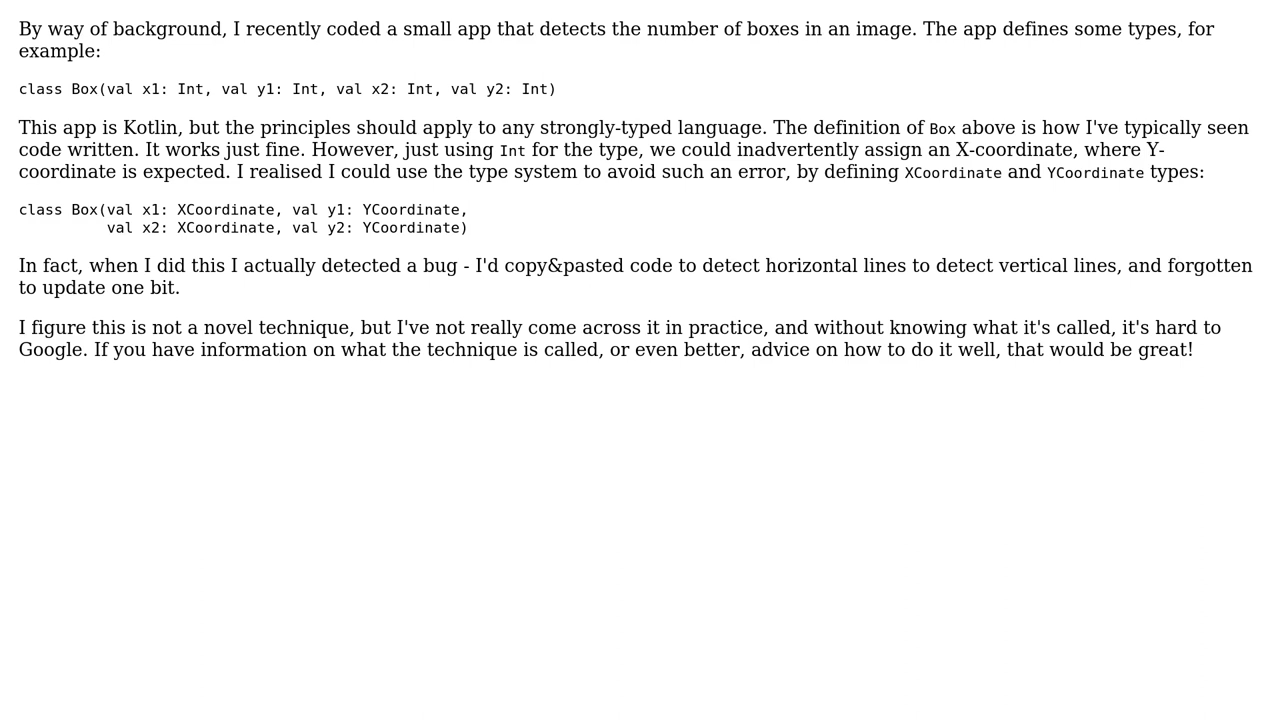 By way of background, I recently coded a small app that detects the number of boxes in an image. The app defines some types, for
example:
class Box(val x1: Int, val y1: Int, val x2: Int, val y2: Int)
This app is Kotlin, but the principles should apply to any strongly-typed language. The definition of Box above is how I've typically seen
code written. It works just fine. However, just using Int for the type, we could inadvertently assign an X-coordinate, where Y-
coordinate is expected. I realised I could use the type system to avoid such an error, by defining XCoordinate and YCoordinate types:
class Box(val x1: XCoordinate, val y1: YCoordinate,
          val x2: XCoordinate, val y2: YCoordinate)
In fact, when I did this I actually detected a bug - I'd copy&pasted code to detect horizontal lines to detect vertical lines, and forgotten
to update one bit.
I figure this is not a novel technique, but I've not really come across it in practice, and without knowing what it's called, it's hard to
Google. If you have information on what the technique is called, or even better, advice on how to do it well, that would be great!